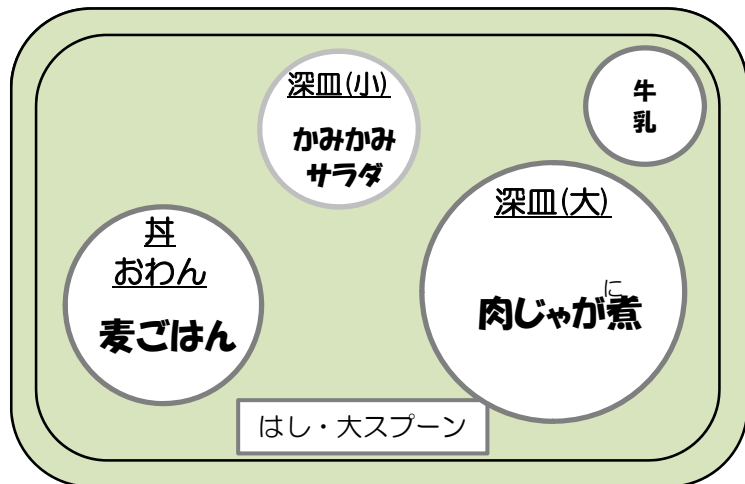 深皿(小)
かみかみ
サラダ
牛
乳
丼
おわん
麦ごはん
深皿(大)
に
肉じゃが煮
はし・大スプーン